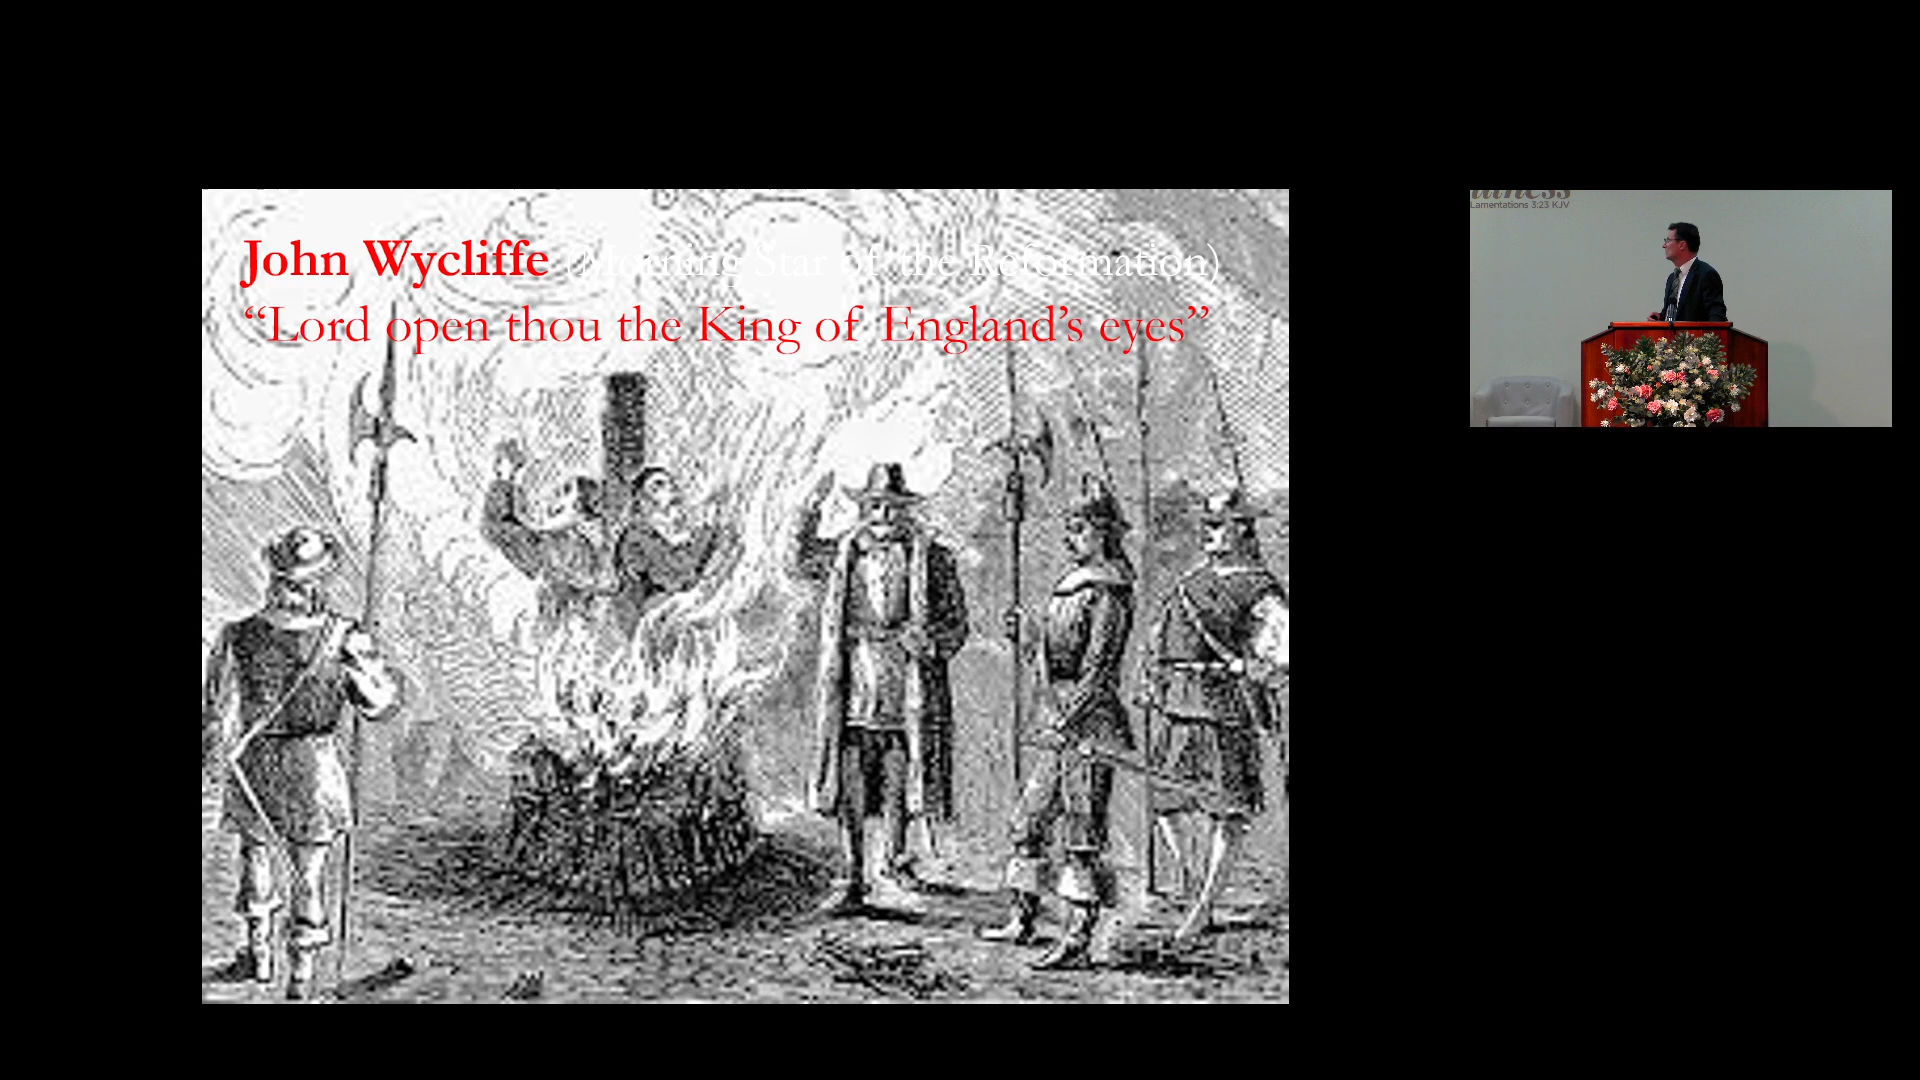 John Wycliffe (Morning Star of the Reformation)
“Lord open thou the King of England’s eyes”
Lamentations 3:23 KJV